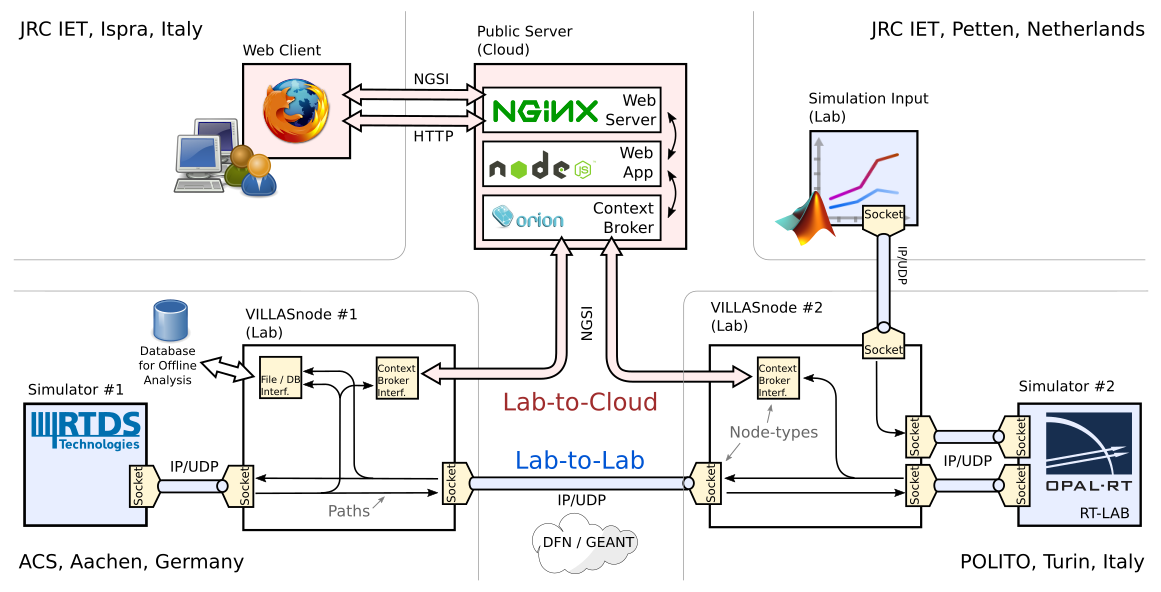 JRC IET, Ispra, Italy
JRC IET, Petten, Netherlands
Web Client
Public Server
(Cloud)
NGSI
HTTP
NGINX
Web
Server
node
JS
Web
App
orion
Context
Broker
Simulation Input
(Lab)
Socket
IP/UDP
Socket
NGSI
Database
for Offline
Analysis
VILLASnode #1
(Lab)
File / DB
Interf.
Context
Broker
Interf.
VILLASnode #2
(Lab)
Context
Broker
Interf.
Simulator #1
RTDS
Technologies
Simulator #2
OPAL-RT
RT-LAB
Lab-to-Cloud
Lab-to-Lab
Node-types
Paths
Socket
IP/UDP
Socket
Socket
IP/UDP
Socket
Socket
Socket
IP/UDP
Socket
Socket
DFN / GEANT
ACS, Aachen, Germany
POLITO, Turin, Italy